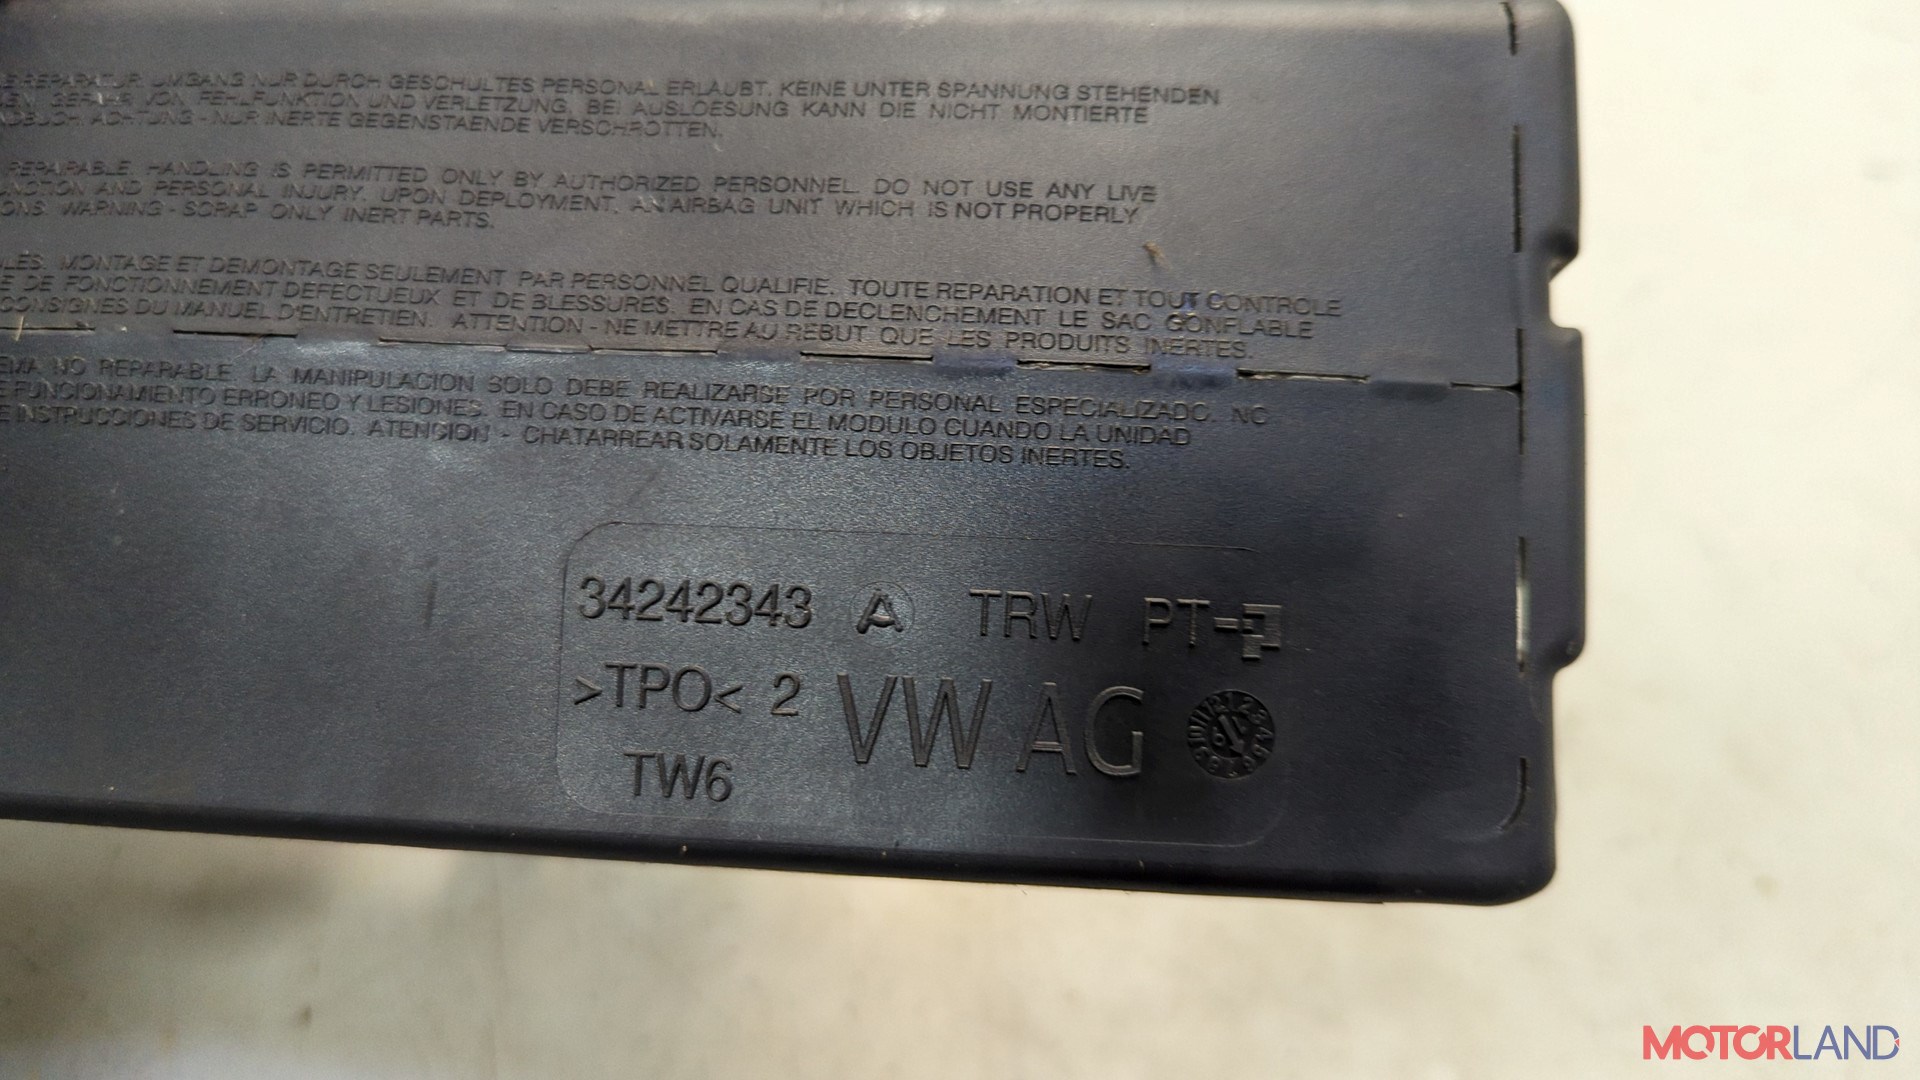 REPARATUR. UMGANG NUR DURCH GESCHULTES PERSONAL ERLAUBT. KEINE UNTER SPANNUNG STEHENDEN
GEFAHR VON FEHLFUNKTION UND VERLETZUNG. BEI AUSLOESUNG KANN DIE NICHT MONTIERTE
ACHTUNG - NUR INERTE GEGENSTAENDE VERSCHROTTEN.
REPAIRABLE. HANDLING IS PERMITTED ONLY BY AUTHORIZED PERSONNEL. DO NOT USE ANY LIVE
AND PERSONAL INJURY. UPON DEPLOYMENT, AN AIRBAG UNIT WHICH IS NOT PROPERLY
ONS. WARNING - SCRAP ONLY INERT PARTS.
LES. MONTAGE ET DEMONTAGE SEULEMENT PAR PERSONNEL QUALIFIE. TOUTE REPARATION ET TOUT CONTROLE
E DE FONCTIONNEMENT DEFECTUEUX ET DE BLESSURES. EN CAS DE DECLENCHEMENT LE SAC GONFLABLE
CONSIGNES DU MANUEL D'ENTRETIEN. ATTENTION - NE METTRE AU REBUT QUE LES PRODUITS INERTES.
EMA NO REPARABLE. LA MANIPULACION SOLO DEBE REALIZARSE POR PERSONAL ESPECIALIZADO. NO
E FUNCIONAMIENTO ERRONEO Y LESIONES. EN CASO DE ACTIVARSE EL MODULO CUANDO LA UNIDAD
E INSTRUCCIONES DE SERVICIO. ATENCION - CHATARREAR SOLAMENTE LOS OBJETOS INERTES.
34242343 A TRW PT-
>TPO< 2 VW AG
TW6
MOTORLAND